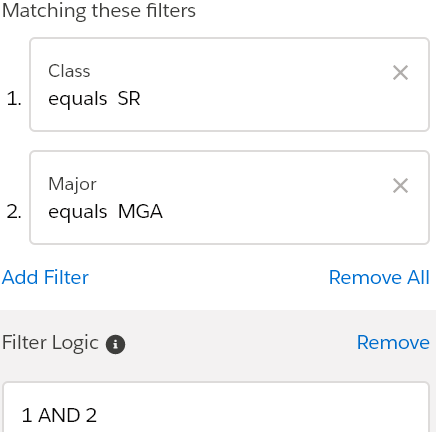 Matching these filters
Class
1.
equals SR
Major
2.
equals MGA
Add Filter Remove All
Filter Logic i Remove
1 AND 2